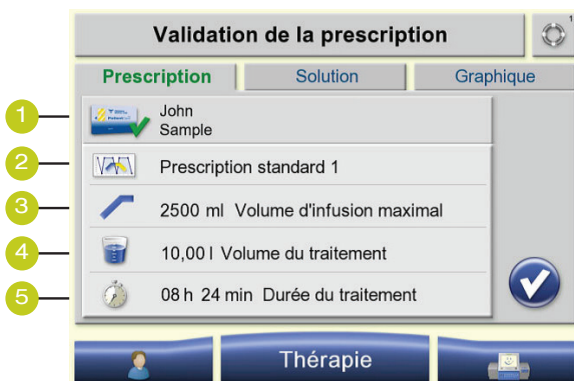 Validation de la prescription
1
Prescription
Solution
Graphique
1
John
Sample
2
Prescription standard 1
3
2500 ml Volume d'infusion maximal
4
10,00 l Volume du traitement
5
08 h 24 min Durée du traitement
Thérapie